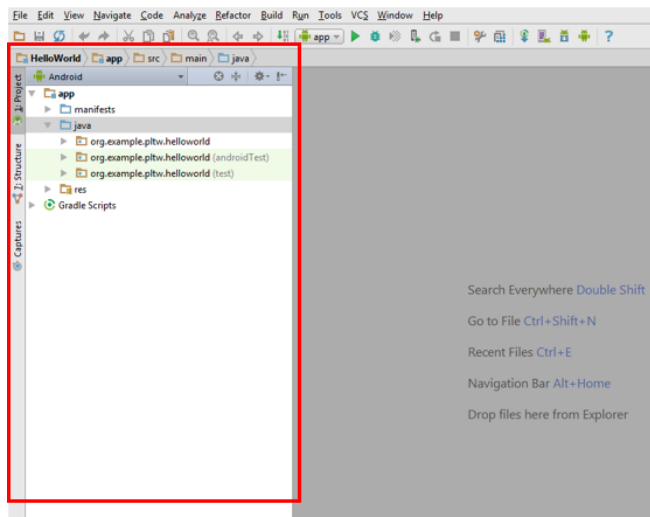 File Edit View Navigate Code Analyze Refactor Build Run Tools VCS Window Help
app
HelloWorld app src main java
Android
1: Project
app
manifests
java
org.example.pltw.helloworld
org.example.pltw.helloworld (androidTest)
org.example.pltw.helloworld (test)
res
Gradle Scripts
7: Structure
Captures
Search Everywhere Double Shift
Go to File Ctrl+Shift+N
Recent Files Ctrl+E
Navigation Bar Alt+Home
Drop files here from Explorer